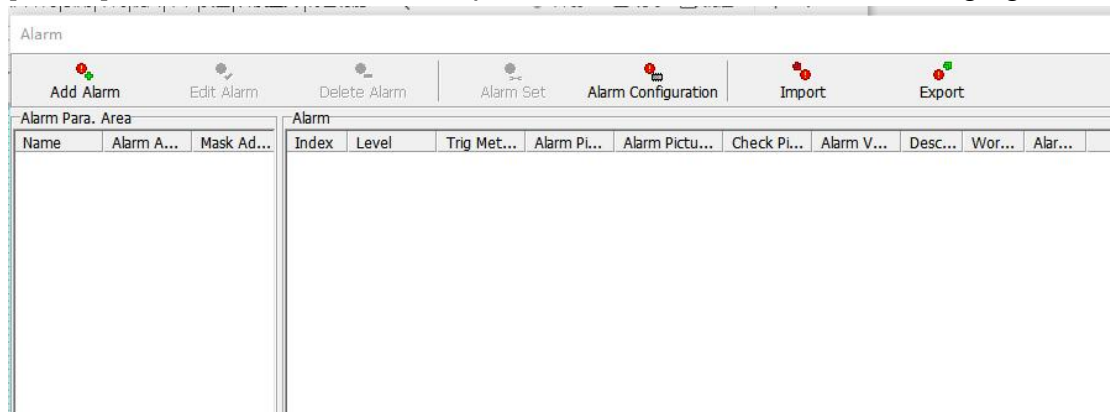 Alarm
Add Alarm Edit Alarm Delete Alarm Alarm Set Alarm Configuration Import Export
Alarm Para. Area Alarm
Name Alarm A... Mask Ad... Index Level Trig Met... Alarm Pi... Alarm Pictu... Check Pi... Alarm V... Desc... Wor... Alar...